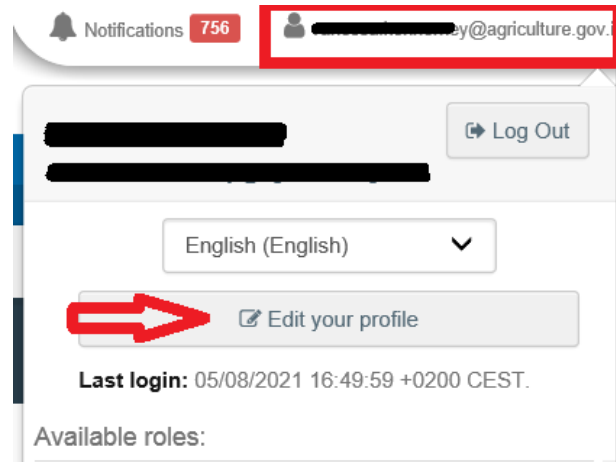 Notifications 756 ey@agriculture.gov.i
Log Out
English (English)
Edit your profile
Last login: 05/08/2021 16:49:59 +0200 CEST.
Available roles: